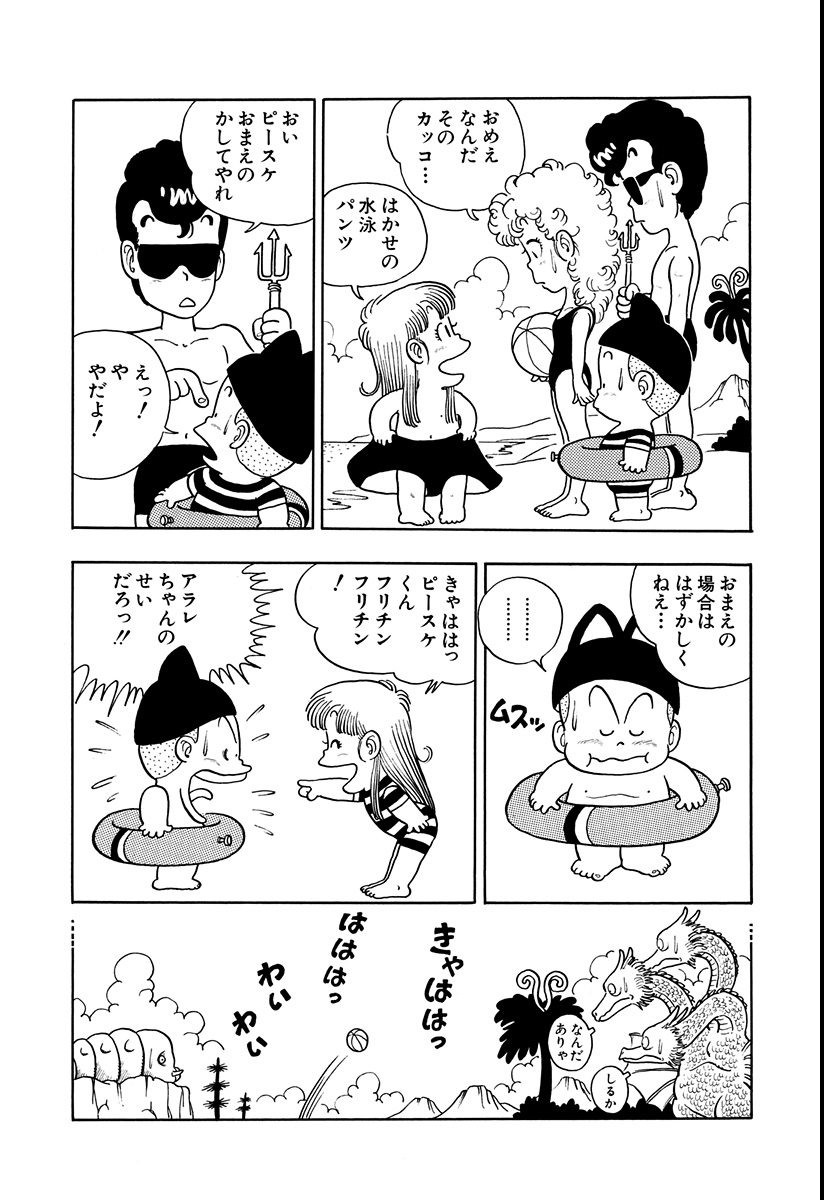 おめえ
なんだ
その
カッコ…
はかせの
水泳
パンツ
おい
ピースケ
おまえの
かしてやれ
えっ！
や
やだよ！
おまえの
場合は
はずかしく
ねえ…
………
ムスッ
きゃははっ
ピースケ
くん
フリチン
フリチン
！
アラレ
ちゃんの
せい
だろっ!!
なんだ
ありゃ
しるか
きゃははっ
はははっ
わい
わい